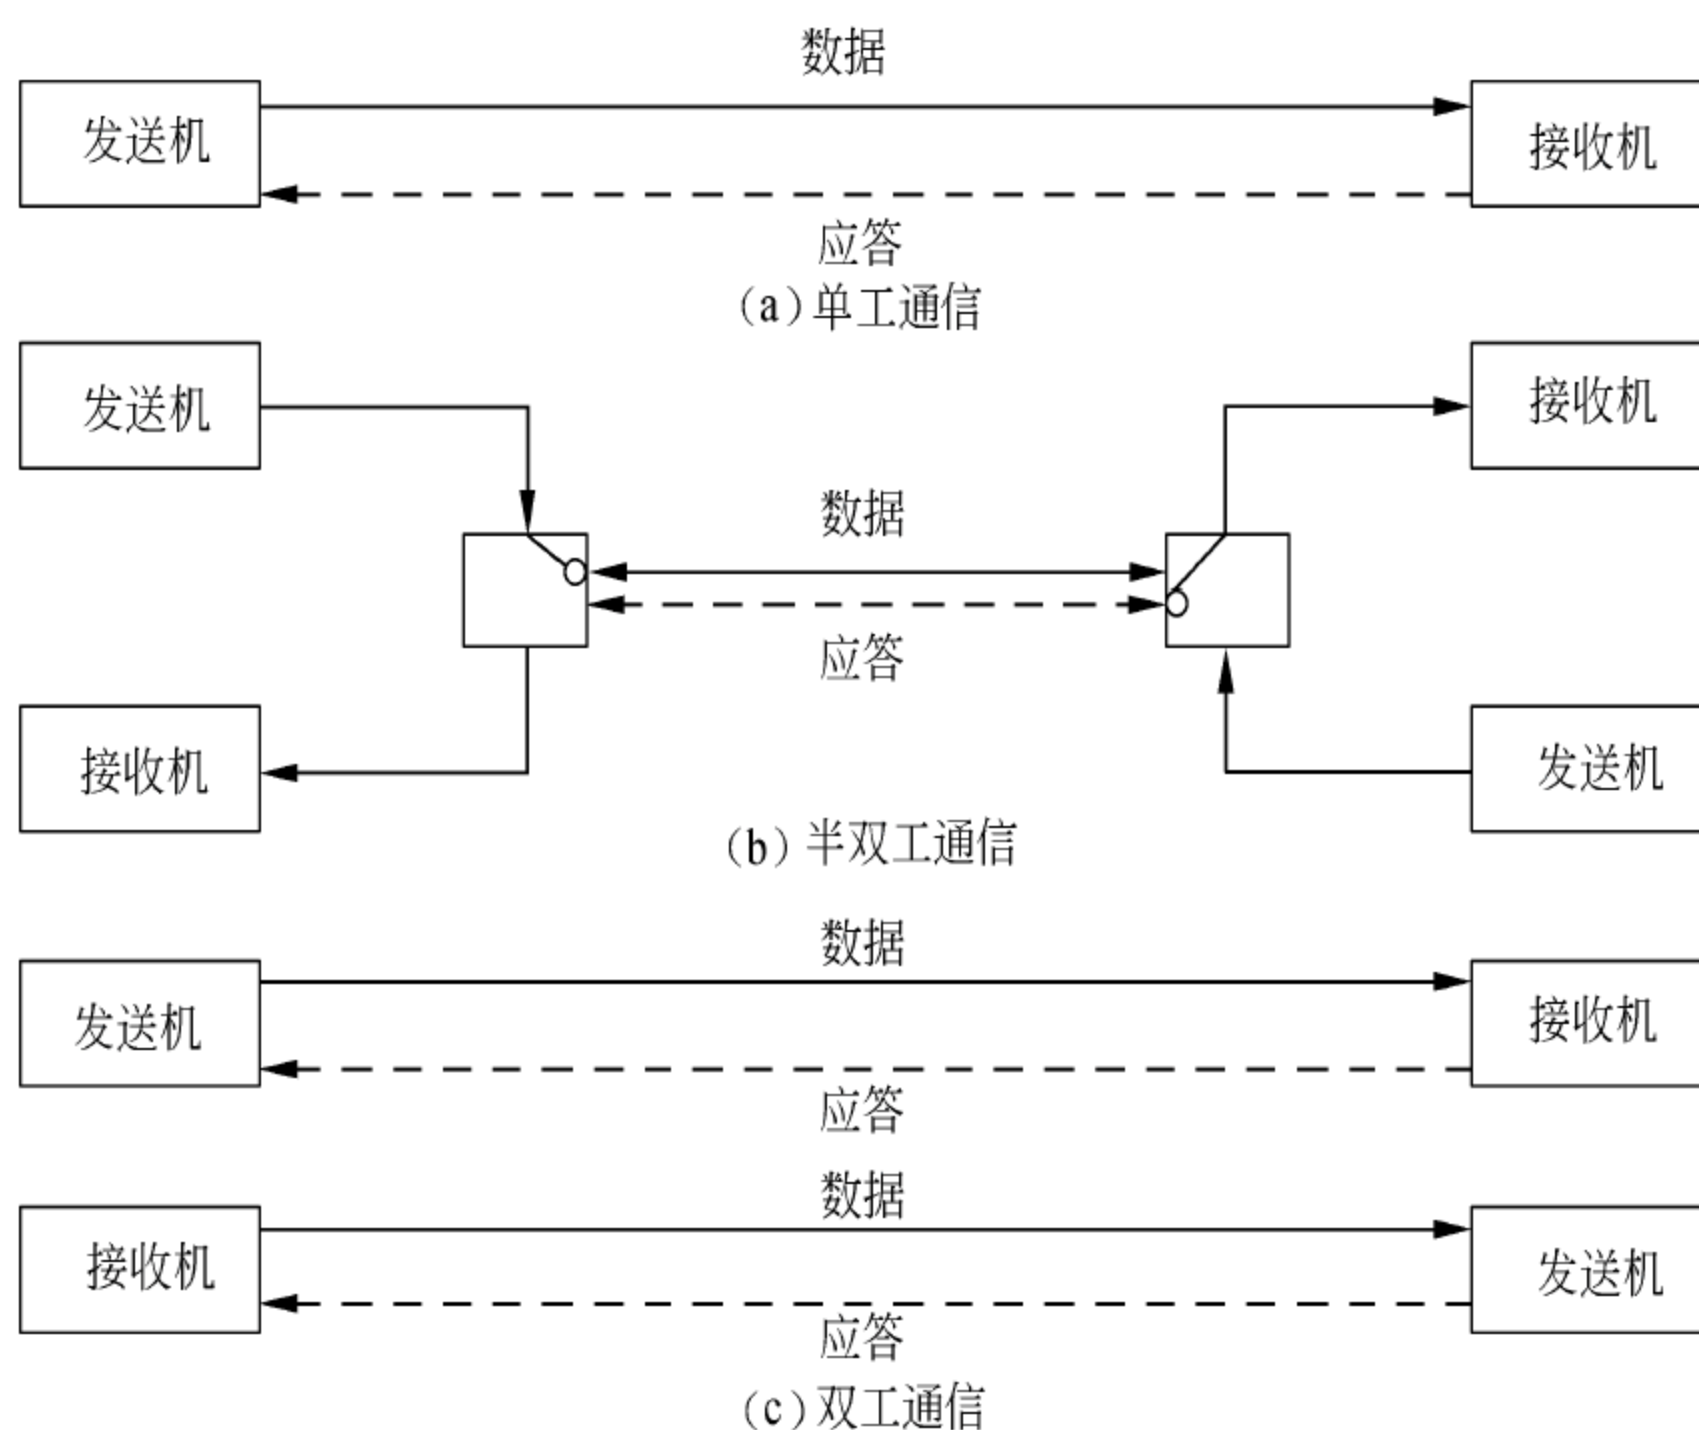 数据
发送机
接收机
应答
(a)单工通信
发送机
接收机
数据
应答
接收机
发送机
(b)半双工通信
数据
发送机
接收机
应答
数据
接收机
发送机
应答
(c)双工通信